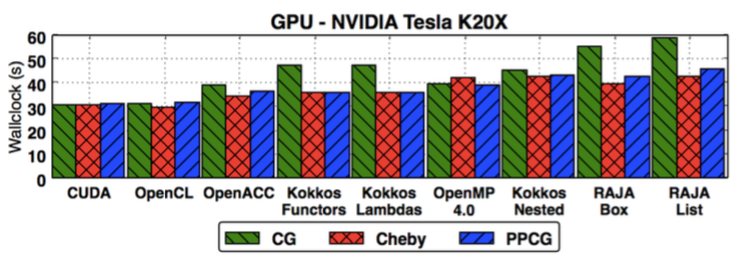 GPU - NVIDIA Tesla K20X
Wallclock (s)
60
50
40
30
20
10
0
CUDA OpenCL OpenACC Kokkos Kokkos OpenMP Kokkos RAJA RAJA
Functors Lambdas 4.0 Nested Box List
CG Cheby PPCG